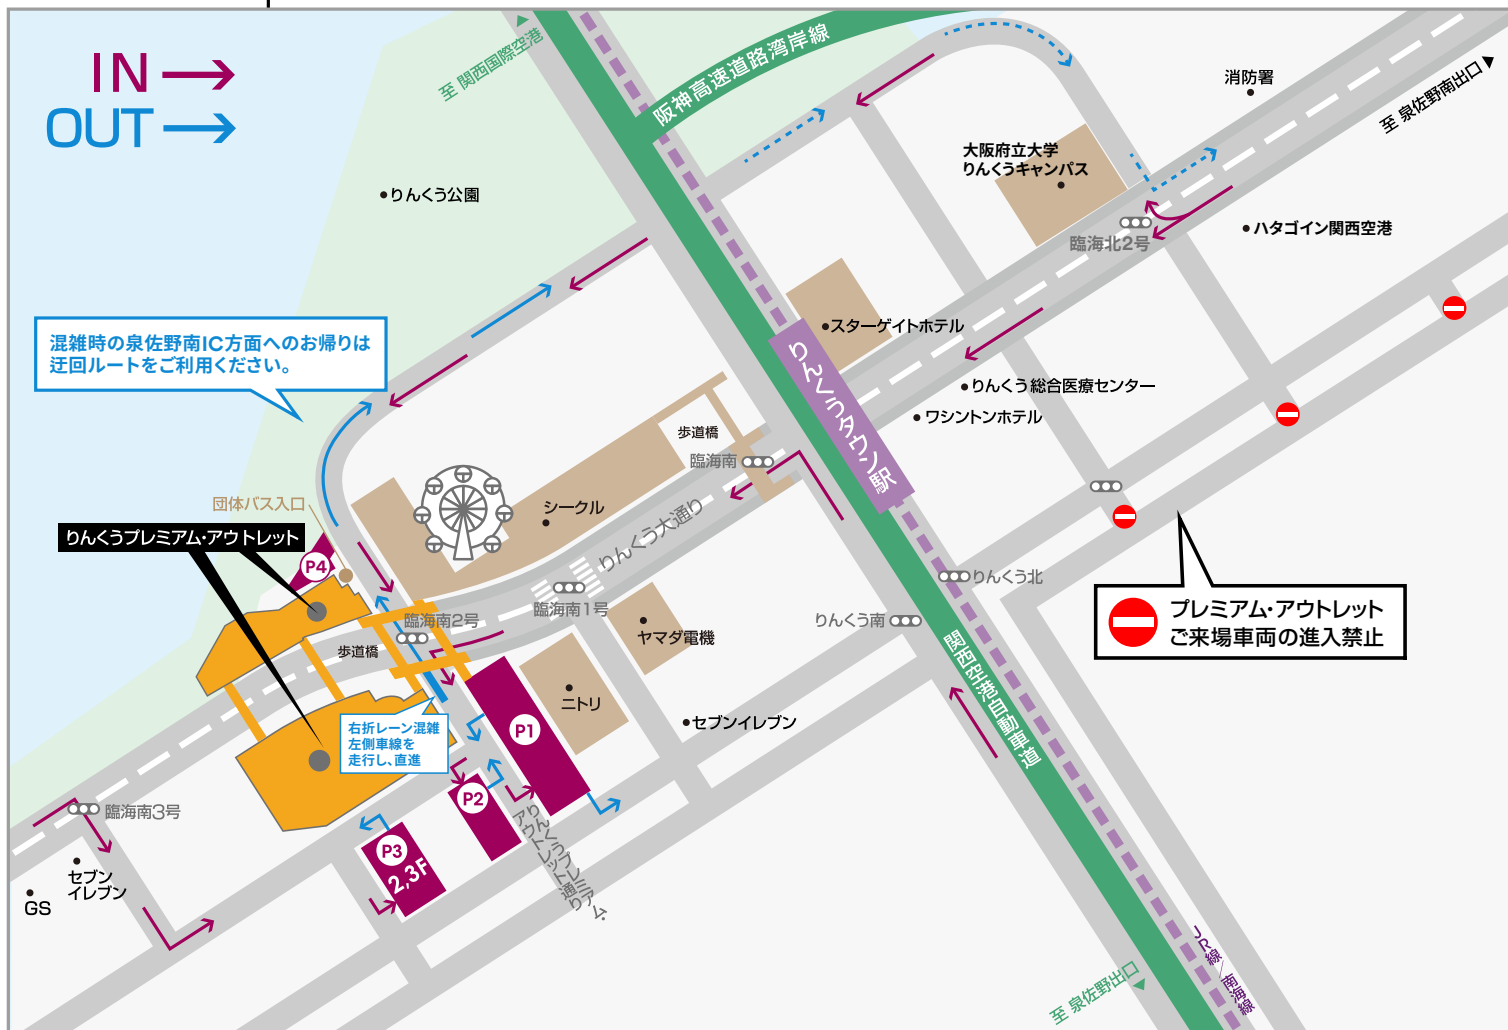 IN
OUT
至 関西国際空港
阪神高速道路湾岸線
消防署
至 泉佐野南出口
大阪府立大学
りんくうキャンパス
りんくう公園
臨海北2号
ハタゴイン関西空港
混雑時の泉佐野南IC方面へのお帰りは
迂回ルートをご利用ください。
スターゲイトホテル
りんくうタウン駅
りんくう総合医療センター
ワシントンホテル
歩道橋
臨海南
団体バス入口
シークル
りんくう大通り
りんくうプレミアム・アウトレット
P4
りんくう北
プレミアム・アウトレット
ご来場車両の進入禁止
臨海南1号
臨海南2号
りんくう南
ヤマダ電機
歩道橋
関西空港自動車道
ニトリ
セブンイレブン
右折レーン混雑
左側車線を
走行し、直進
P1
P2
臨海南3号
りんくうプレミアム・
アウトレット通り
P3
2,3F
セブン
イレブン
GS
JR線/南海線
至 泉佐野出口